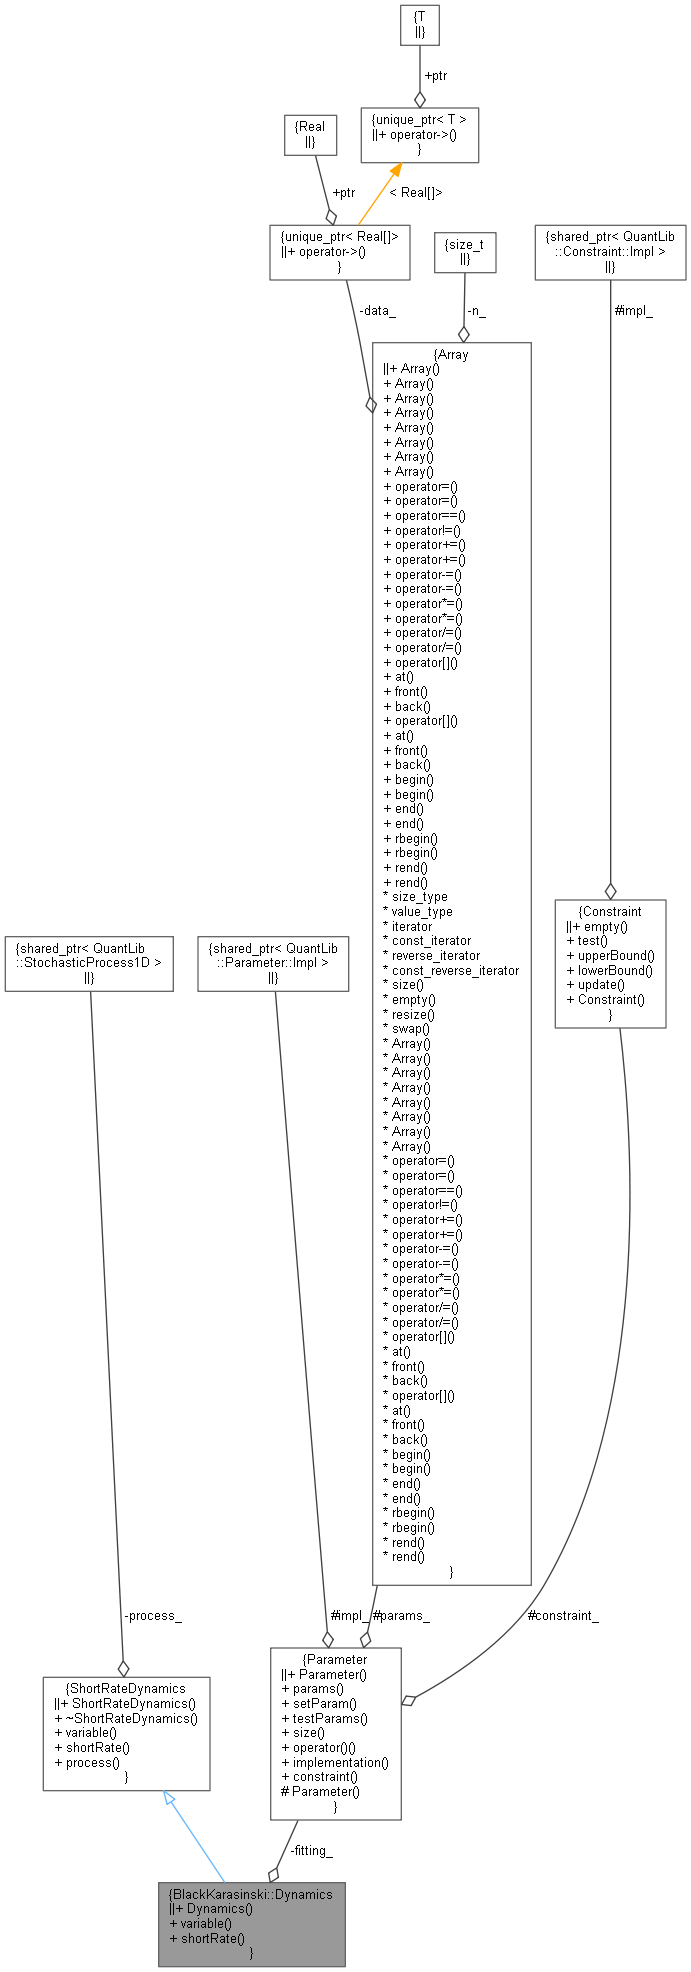 {T
||}
+ptr
{unique_ptr< T >
||+ operator->()
}
{Real
||}
+ptr
< Real[]>
{unique_ptr< Real[]>
||+ operator->()
}
{size_t
||}
{shared_ptr< QuantLib
::Constraint::Impl >
||}
-data_
-n_
#impl_
{Array
||+ Array()
+ Array()
+ Array()
+ Array()
+ Array()
+ Array()
+ Array()
+ Array()
+ operator=()
+ operator=()
+ operator==()
+ operator!=()
+ operator+=()
+ operator+=()
+ operator-=()
+ operator-=()
+ operator*=()
+ operator*=()
+ operator/=()
+ operator/=()
+ operator[]()
+ at()
+ front()
+ back()
+ operator[]()
+ at()
+ front()
+ back()
+ begin()
+ begin()
+ end()
+ end()
+ rbegin()
+ rbegin()
+ rend()
+ rend()
* size_type
* value_type
* iterator
* const_iterator
* reverse_iterator
* const_reverse_iterator
* size()
* empty()
* resize()
* swap()
* Array()
* Array()
* Array()
* Array()
* Array()
* Array()
* Array()
* Array()
* operator=()
* operator=()
* operator==()
* operator!=()
* operator+=()
* operator+=()
* operator-=()
* operator-=()
* operator*=()
* operator*=()
* operator/=()
* operator/=()
* operator[]()
* at()
* front()
* back()
* operator[]()
* at()
* front()
* back()
* begin()
* begin()
* end()
* end()
* rbegin()
* rbegin()
* rend()
* rend()
}
{Constraint
||+ empty()
+ test()
+ upperBound()
+ lowerBound()
+ update()
+ Constraint()
}
{shared_ptr< QuantLib
::StochasticProcess1D >
||}
{shared_ptr< QuantLib
::Parameter::Impl >
||}
-process_
#impl_
#params_
#constraint_
{ShortRateDynamics
||+ ShortRateDynamics()
+ ~ShortRateDynamics()
+ variable()
+ shortRate()
+ process()
}
{Parameter
||+ Parameter()
+ params()
+ setParam()
+ testParams()
+ size()
+ operator()()
+ implementation()
+ constraint()
# Parameter()
}
-fitting_
{BlackKarasinski::Dynamics
||+ Dynamics()
+ variable()
+ shortRate()
}